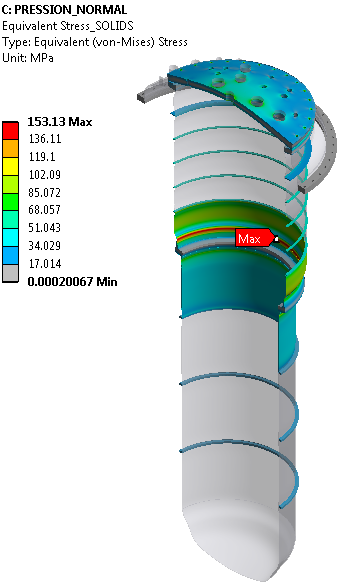 C: PRESSION_NORMAL
Equivalent Stress_SOLIDS
Type: Equivalent (von-Mises) Stress
Unit: MPa
153.13 Max
136.11
119.1
102.09
85.072
68.057
51.043
34.029
17.014
0.00020067 Min
Max